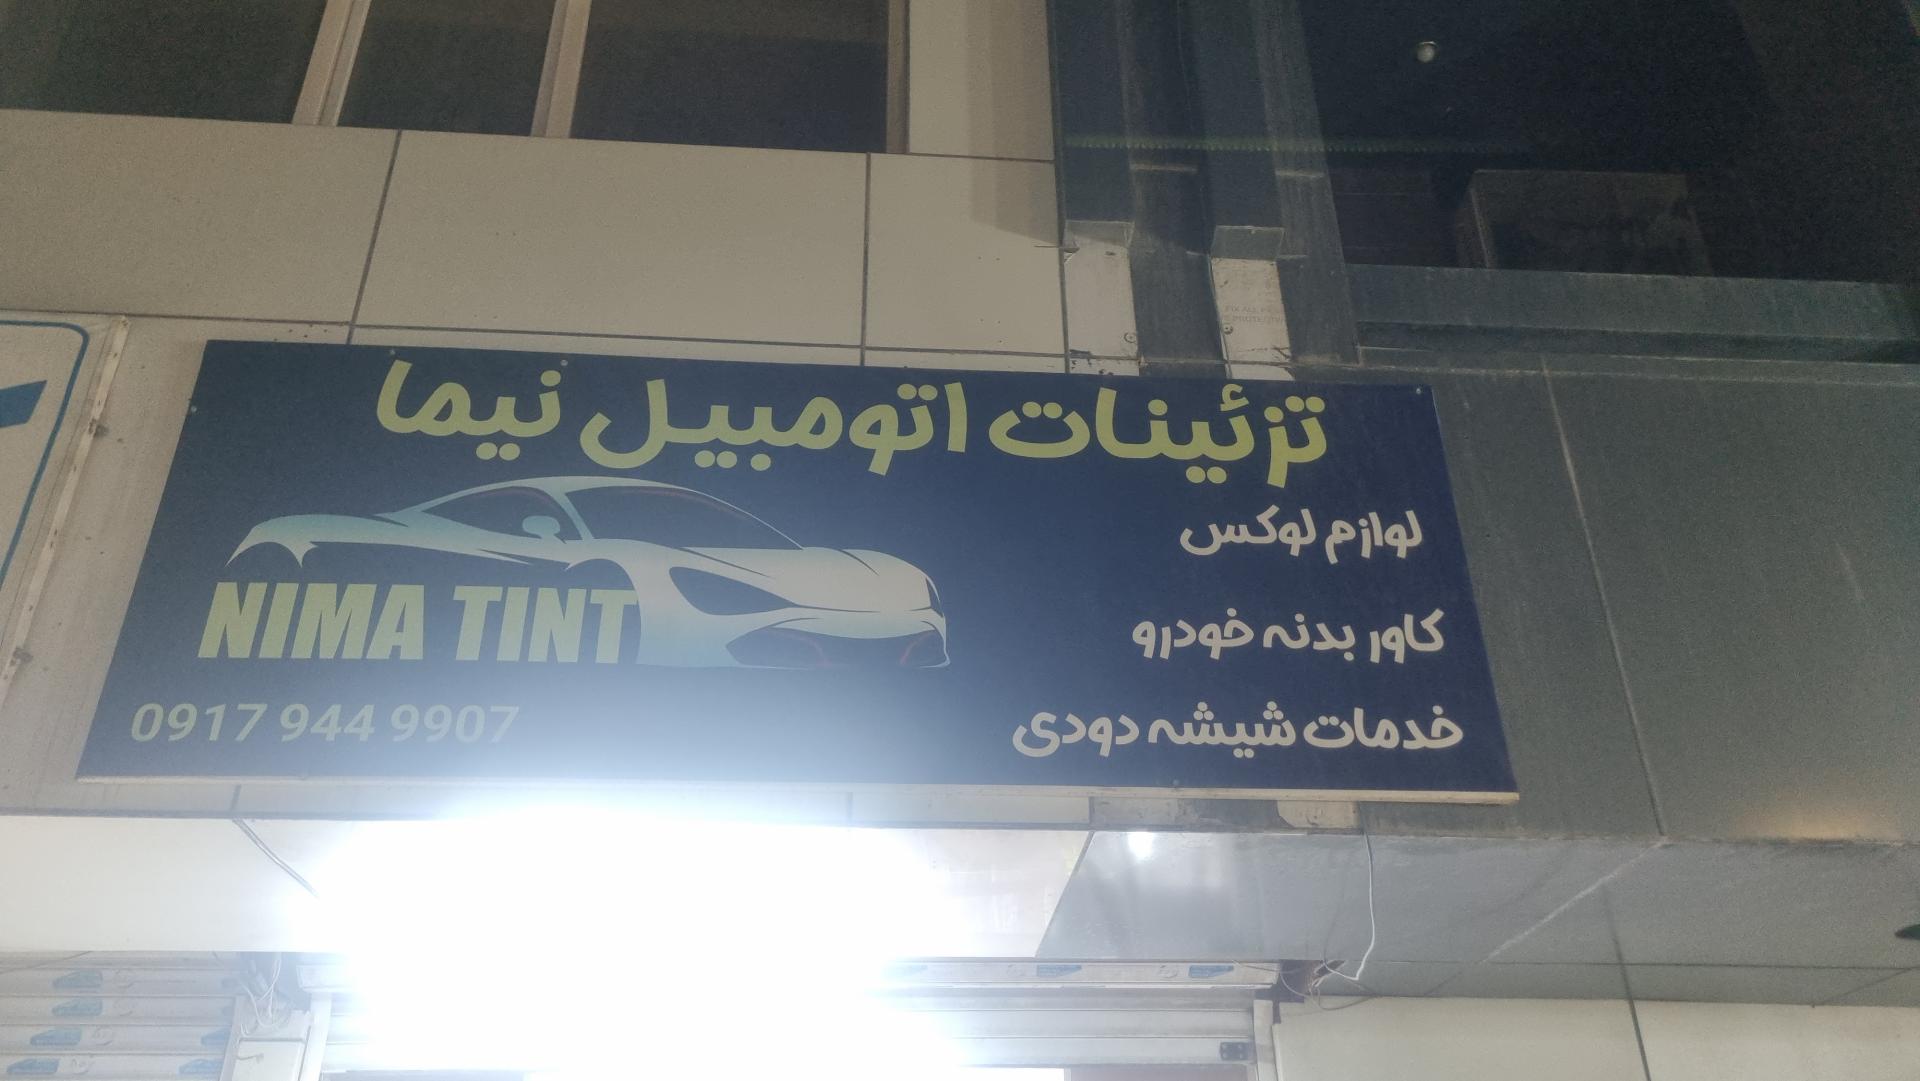 تزئینات اتومبیل نیما
لوازم لوکس
کاور بدنه خودرو
خدمات شیشه دودی
NIMA TINT
0917 944 9907